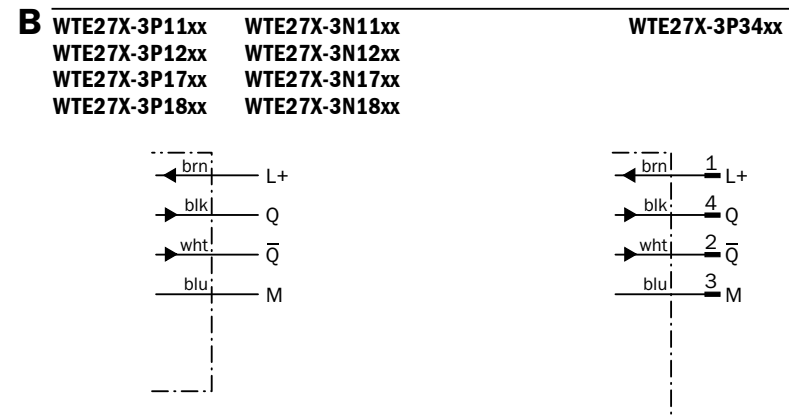 B WTE27X-3P11xx WTE27X-3N11xx WTE27X-3P34xx
WTE27X-3P12xx WTE27X-3N12xx
WTE27X-3P17xx WTE27X-3N17xx
WTE27X-3P18xx WTE27X-3N18xx
brn L+ brn 1 L+
blk Q blk 4 Q
wht Q̅ wht 2 Q̅
blu M blu 3 M